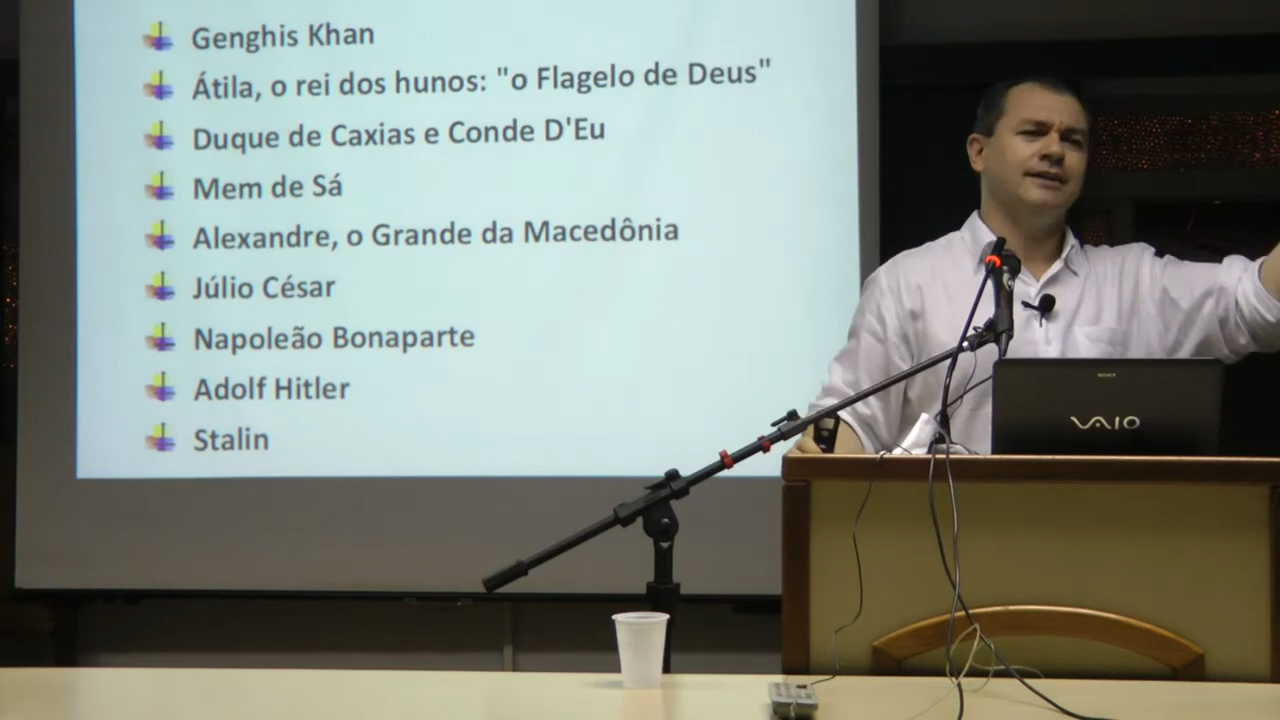 Genghis Khan
Átila, o rei dos hunos: "o Flagelo de Deus"
Duque de Caxias e Conde D'Eu
Mem de Sá
Alexandre, o Grande da Macedônia
Júlio César
Napoleão Bonaparte
Adolf Hitler
Stalin
SONY
VAIO